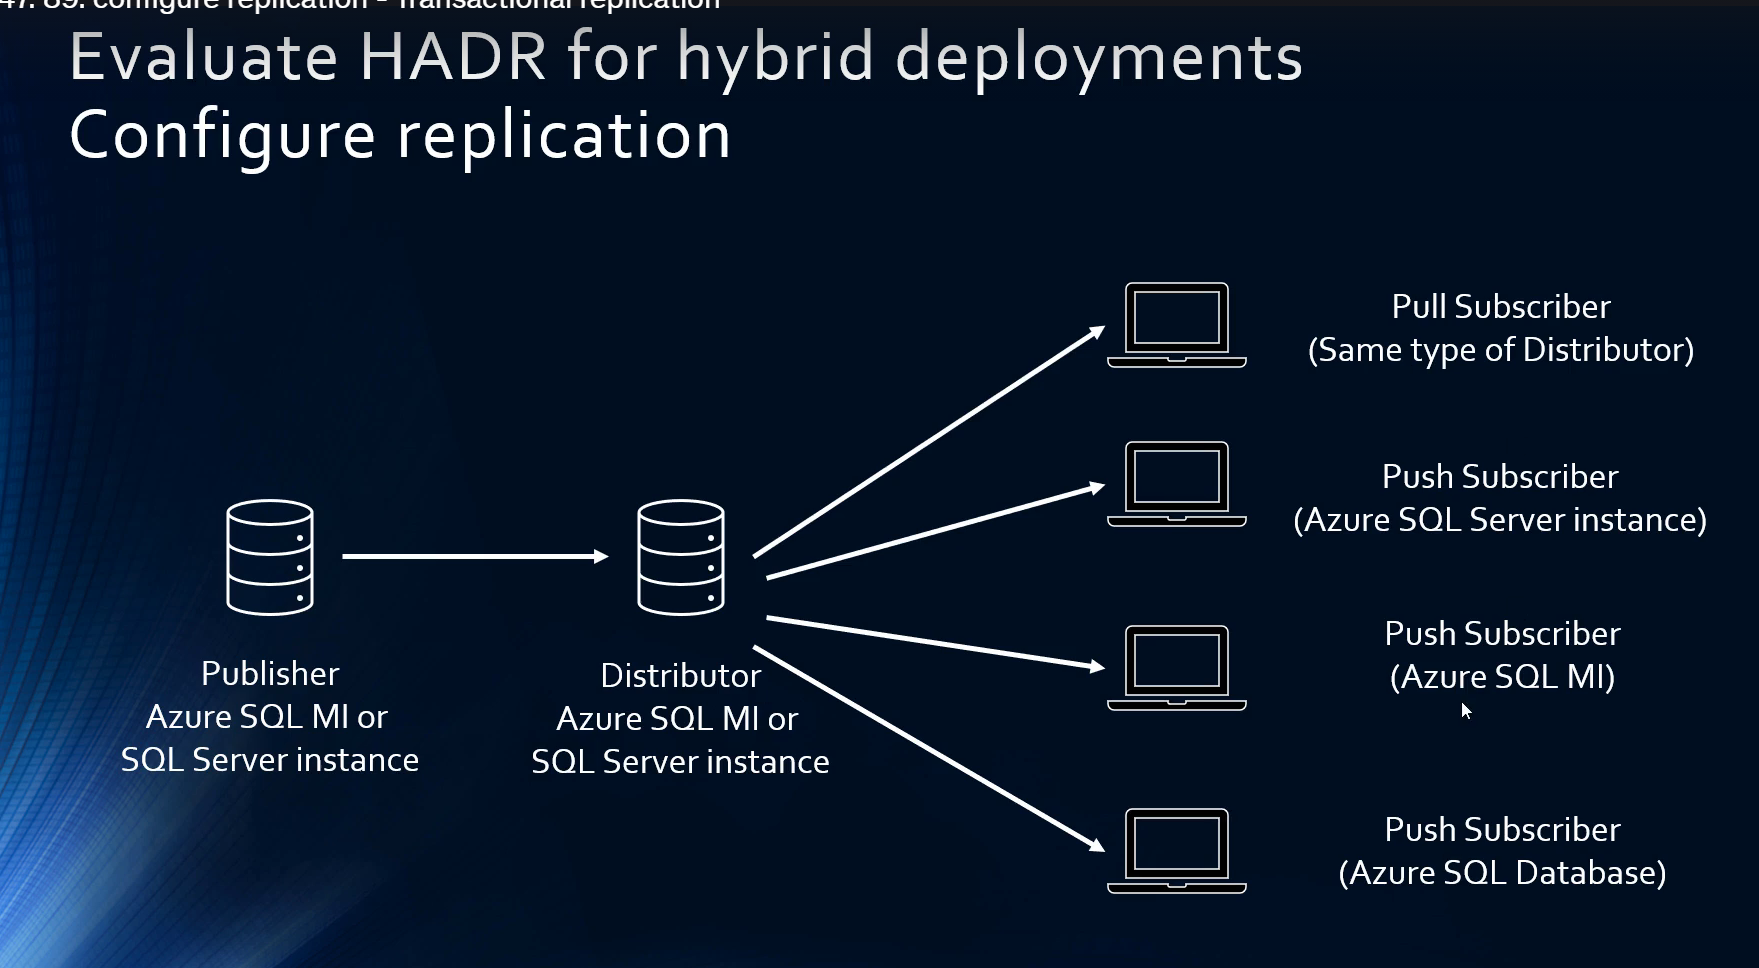 47. 89. configure replication - Transactional replication
Evaluate HADR for hybrid deployments
Configure replication
Pull Subscriber
(Same type of Distributor)
Push Subscriber
(Azure SQL Server instance)
Push Subscriber
(Azure SQL MI)
Push Subscriber
(Azure SQL Database)
Publisher
Azure SQL MI or
SQL Server instance
Distributor
Azure SQL MI or
SQL Server instance